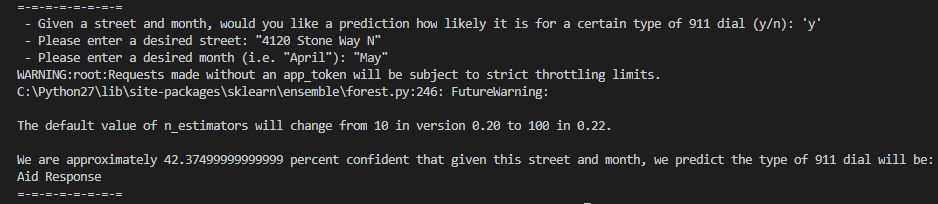 =-=-=-=-=-=-=-=
- Given a street and month, would you like a prediction how likely it is for a certain type of 911 dial (y/n): 'y'
- Please enter a desired street: "4120 Stone Way N"
- Please enter a desired month (i.e. "April"): "May"
WARNING:root:Requests made without an app_token will be subject to strict throttling limits.
C:\Python27\lib\site-packages\sklearn\ensemble\forest.py:246: FutureWarning:
The default value of n_estimators will change from 10 in version 0.20 to 100 in 0.22.
We are approximately 42.37499999999999 percent confident that given this street and month, we predict the type of 911 dial will be:
Aid Response
=-=-=-=-=-=-=-=